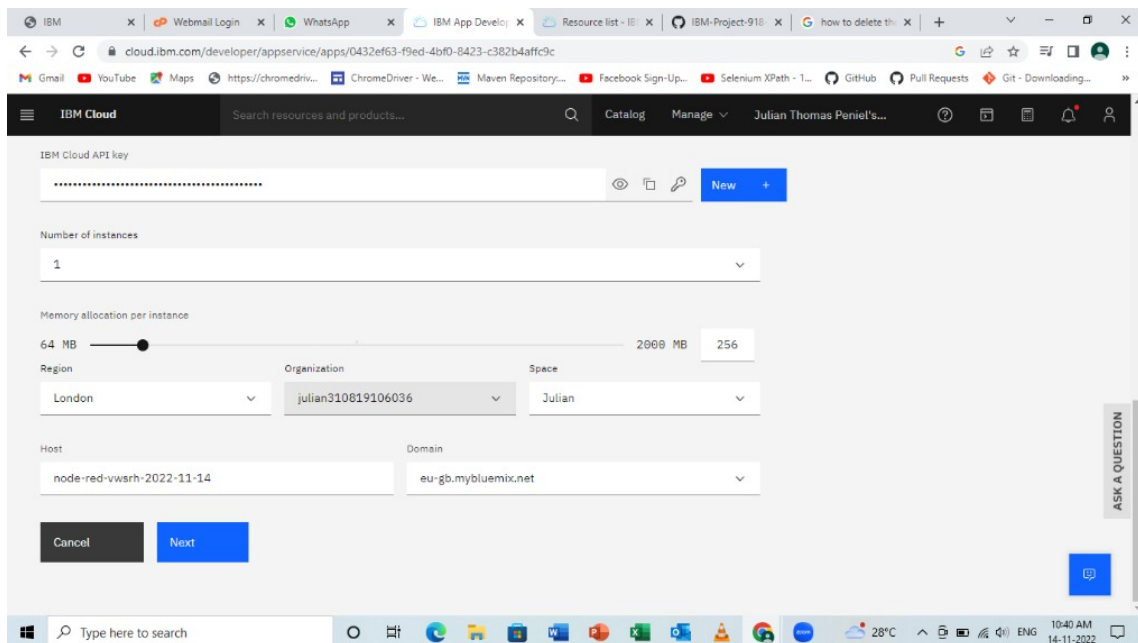 IBM
Webmail Login
WhatsApp
IBM App Develop
Resource list - IB
IBM-Project-918
how to delete th
cloud.ibm.com/developer/appservice/apps/0432ef63-f9ed-4bf0-8423-c382b4affc9c
Gmail YouTube Maps https://chromedriv... ChromeDriver - We... Maven Repository:... Facebook Sign-Up... Selenium XPath - 1... GitHub Pull Requests Git - Downloading... »
IBM Cloud Search resources and products... Catalog Manage Julian Thomas Peniel's...
IBM Cloud API key
New +
Number of instances
1
Memory allocation per instance
64 MB 2000 MB 256
Region Organization Space
London julian310819106036 Julian
Host Domain
node-red-vwsrh-2022-11-14 eu-gb.mybluemix.net
Cancel Next
ASK A QUESTION
Type here to search 28°C ENG 10:40 AM
14-11-2022